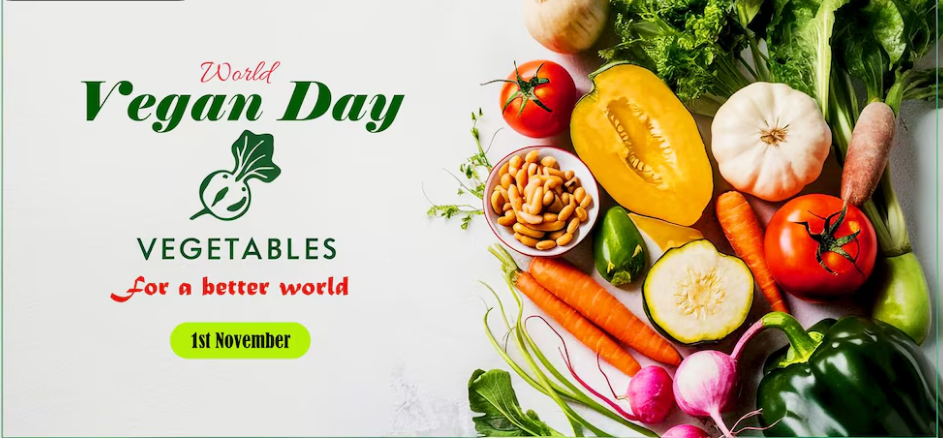 World
Vegan Day
VEGETABLES
For a better world
1st November